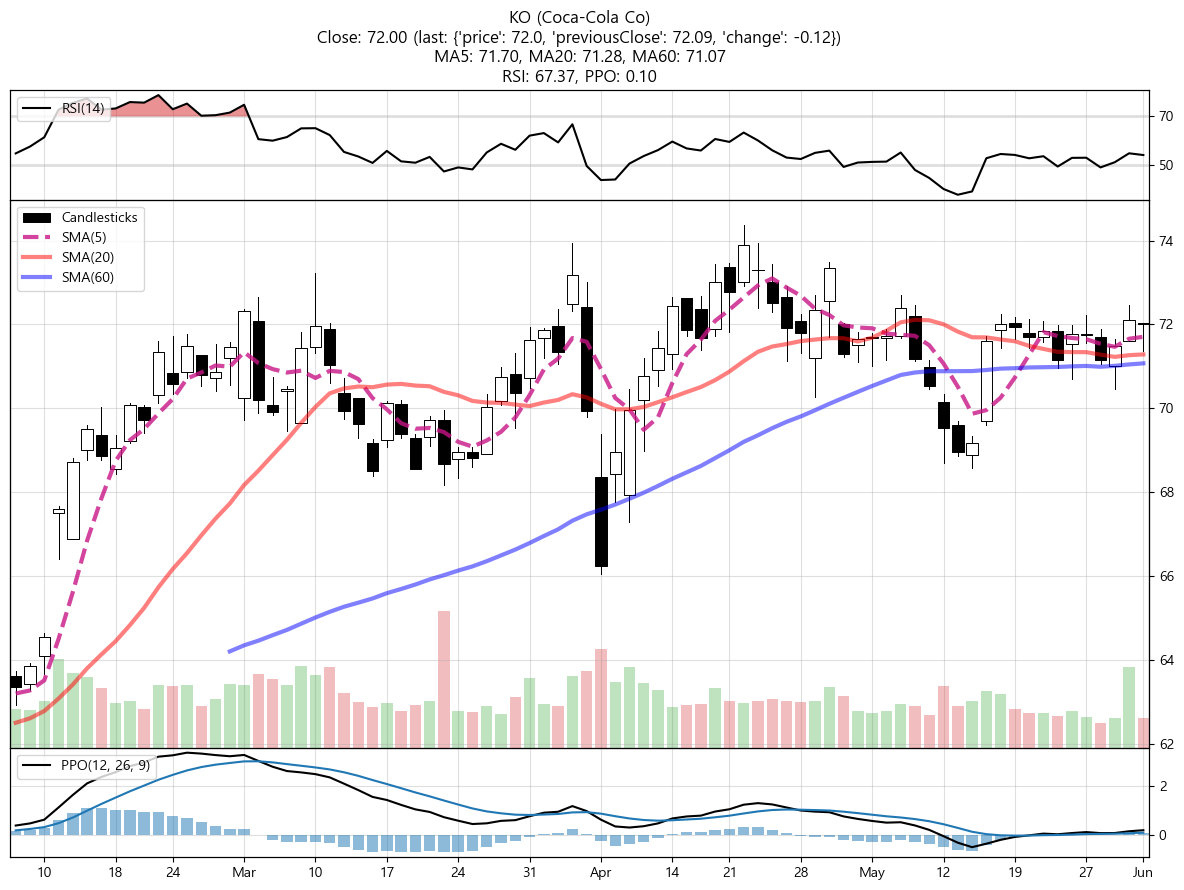 KO (Coca-Cola Co)
Close: 72.00 (last: {'price': 72.0, 'previousClose': 72.09, 'change': -0.12})
MA5: 71.70, MA20: 71.28, MA60: 71.07
RSI: 67.37, PPO: 0.10
RSI(14)
70
50
Candlesticks
SMA(5)
SMA(20)
SMA(60)
74
72
70
68
66
64
62
PPO(12, 26, 9)
2
0
10 18 24 Mar 10 17 24 31 Apr 14 21 28 May 12 19 27 Jun